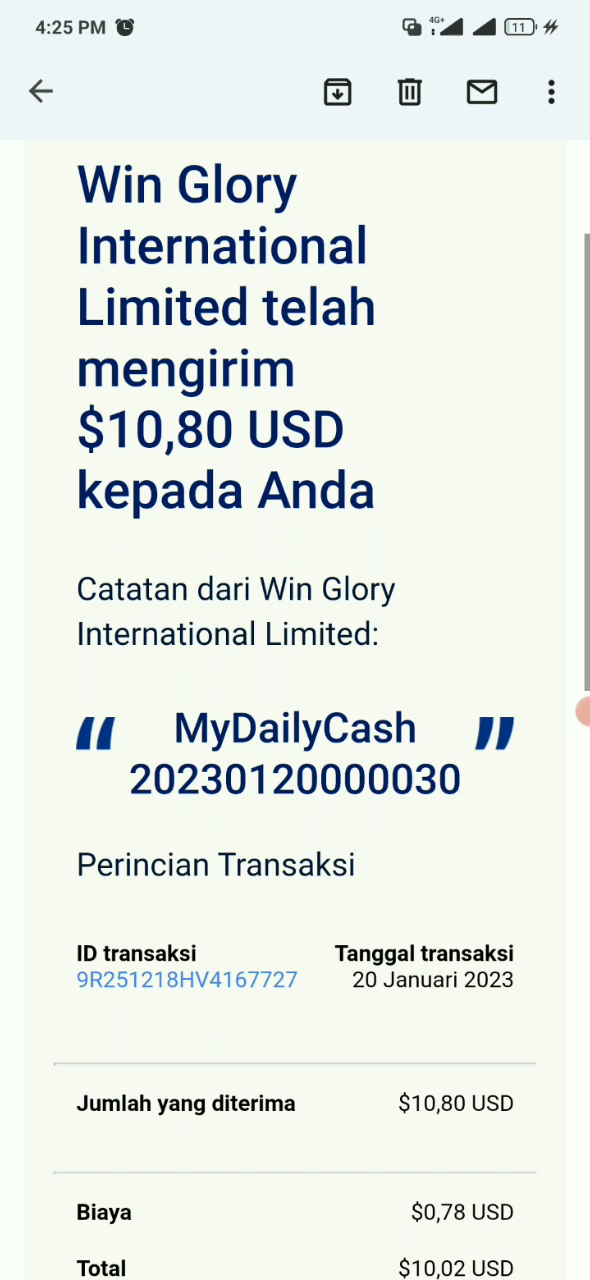 4:25 PM
4G+
11
Win Glory
International
Limited telah
mengirim
$10,80 USD
kepada Anda
Catatan dari Win Glory
International Limited:
“ MyDailyCash ”
20230120000030
Perincian Transaksi
ID transaksi Tanggal transaksi
9R251218HV4167727 20 Januari 2023
Jumlah yang diterima $10,80 USD
Biaya $0,78 USD
Total $10,02 USD